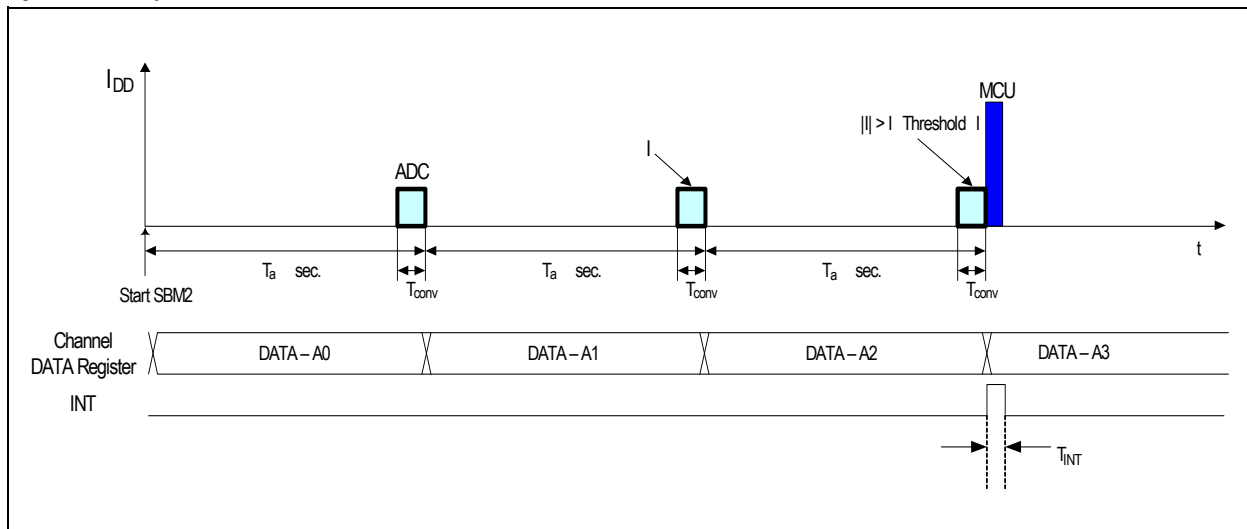 I DD
MCU
||I| > I Threshold I
I
ADC
t
Ta sec.
Ta sec.
Ta sec.
Tconv
Tconv
Tconv
Start SBM2
Channel
DATA Register
DATA – A0
DATA – A1
DATA – A2
DATA – A3
INT
TINT